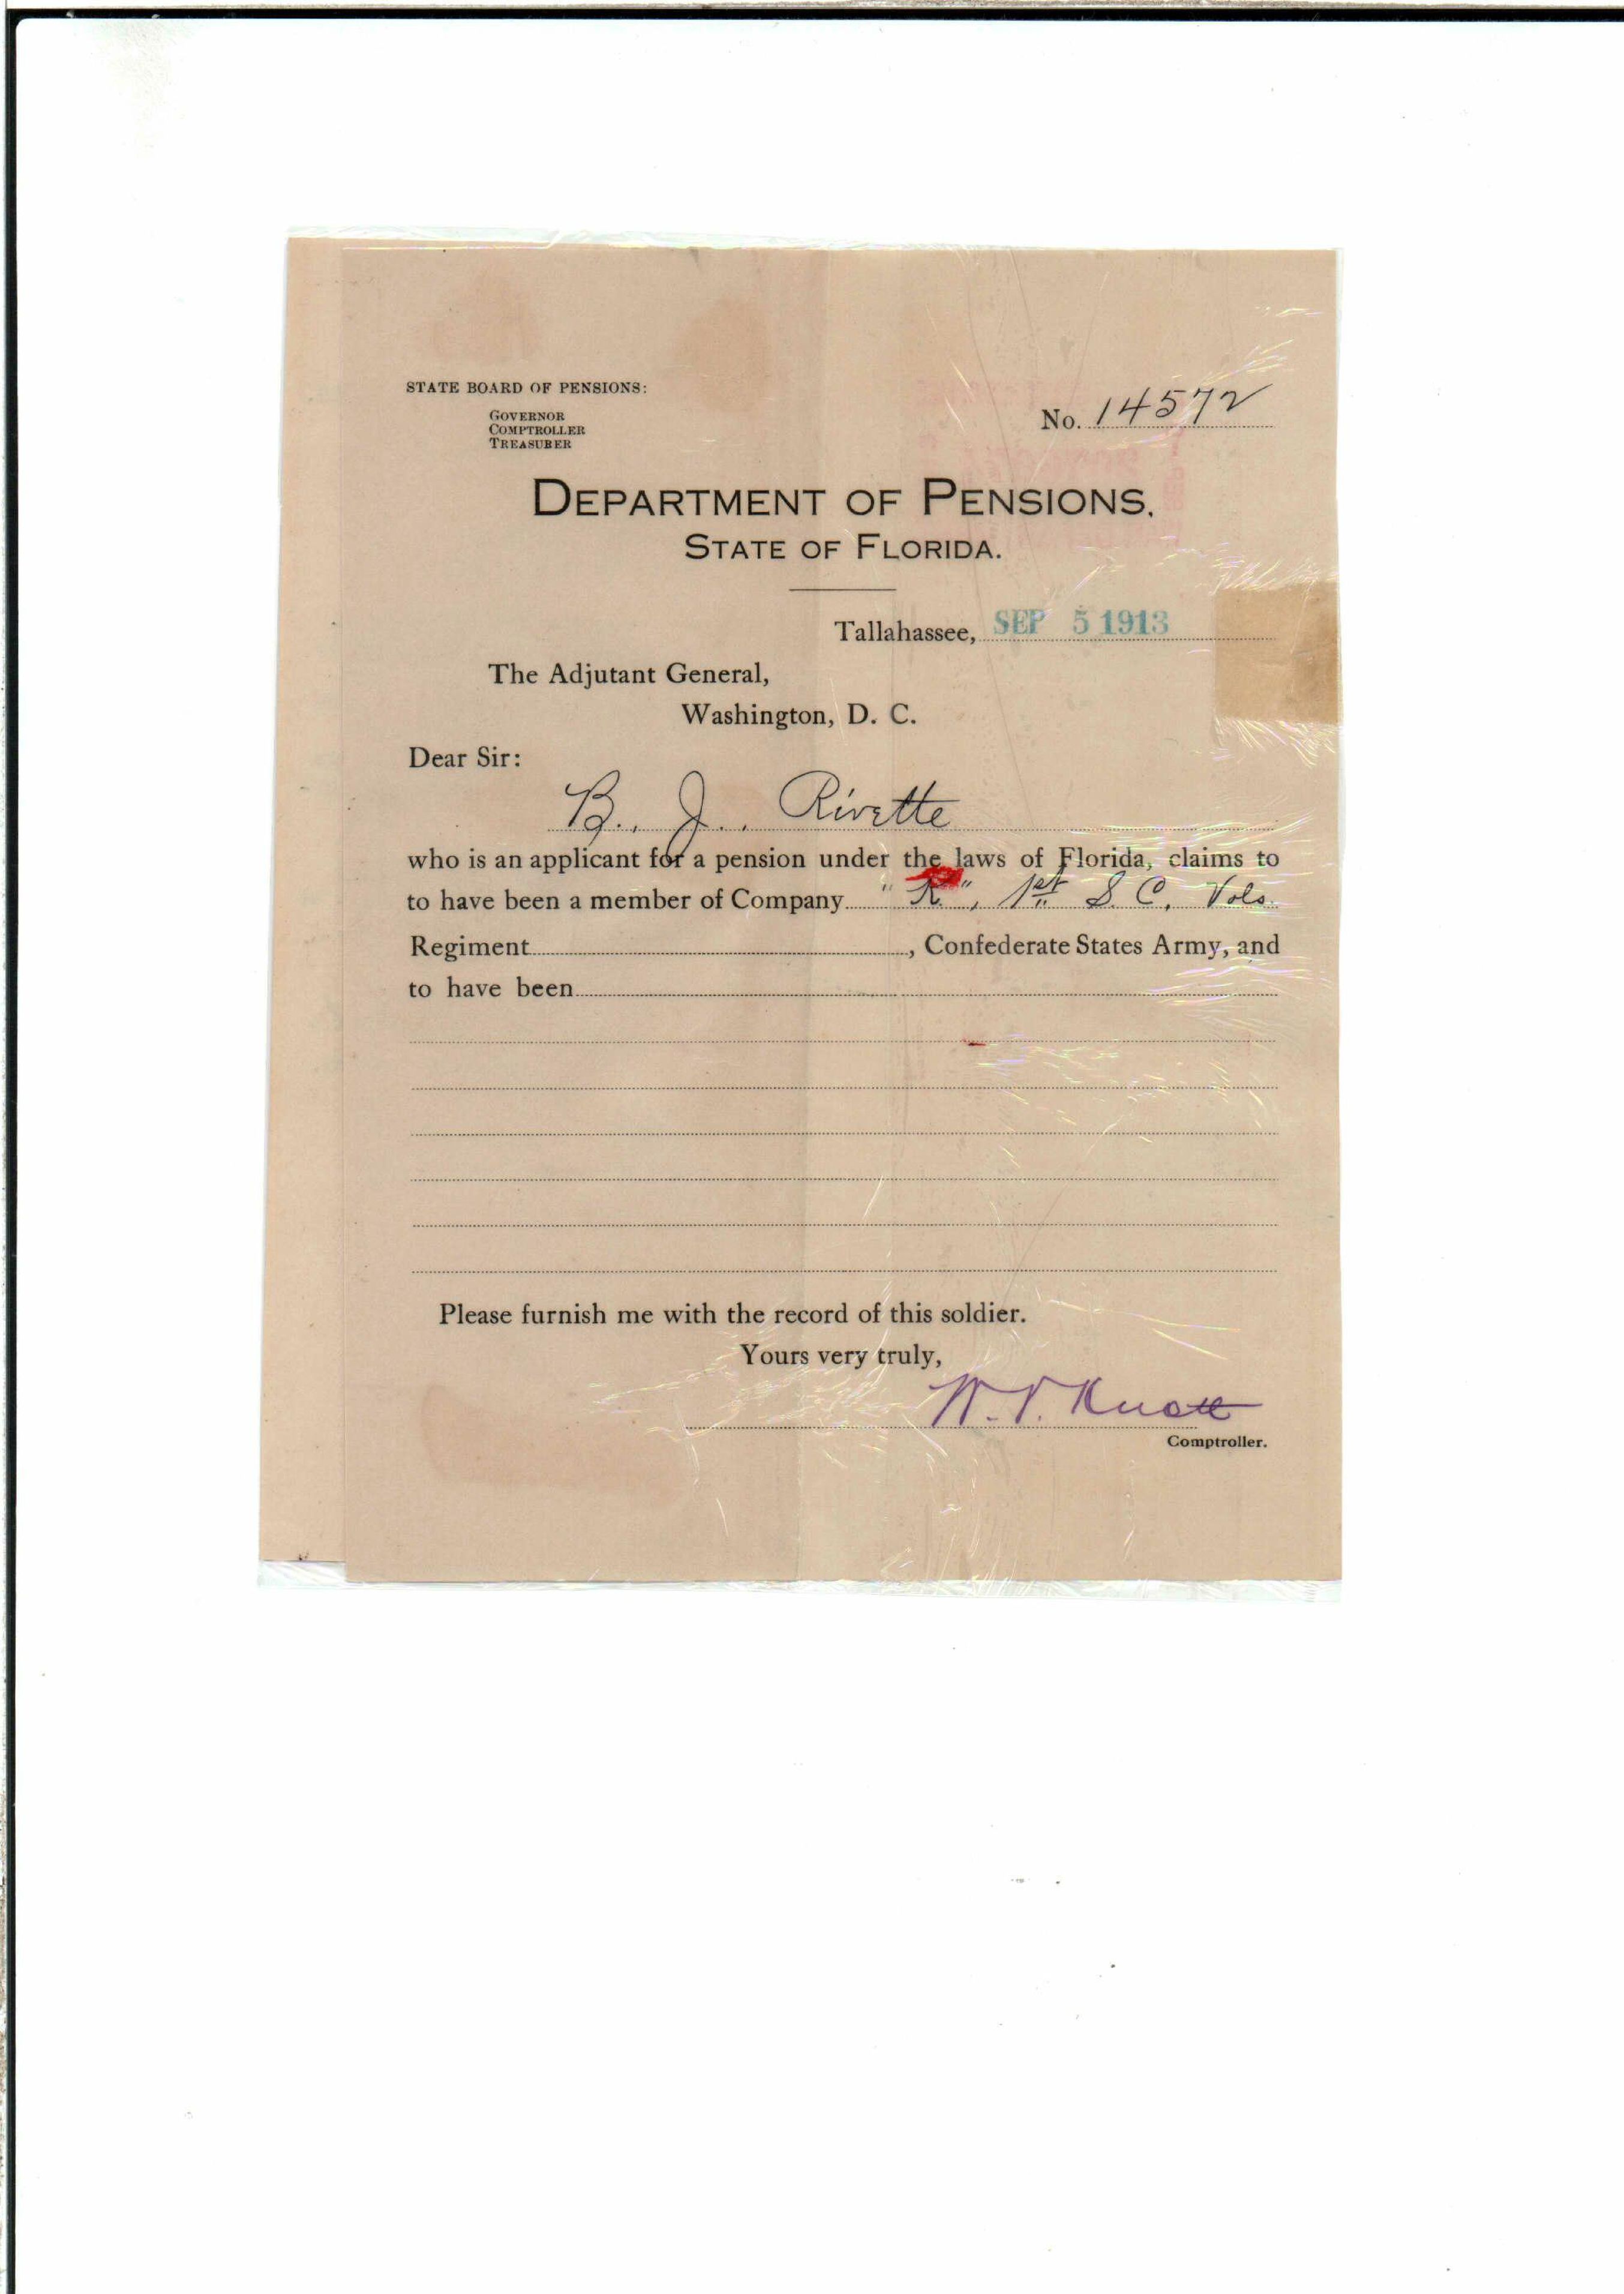 STATE BOARD OF PENSIONS:
GOVERNOR
COMPTROLLER
TREASURER
No. 14572
DEPARTMENT OF PENSIONS,
STATE OF FLORIDA.
Tallahassee, SEP 5 1913
The Adjutant General,
Washington, D. C.
Dear Sir:
B. J. Rivette
who is an applicant for a pension under the laws of Florida, claims to
to have been a member of Company "K", 1st S. C. Vols.
Regiment, Confederate States Army, and
to have been
Please furnish me with the record of this soldier.
Yours very truly,
W. V. Knott
Comptroller.